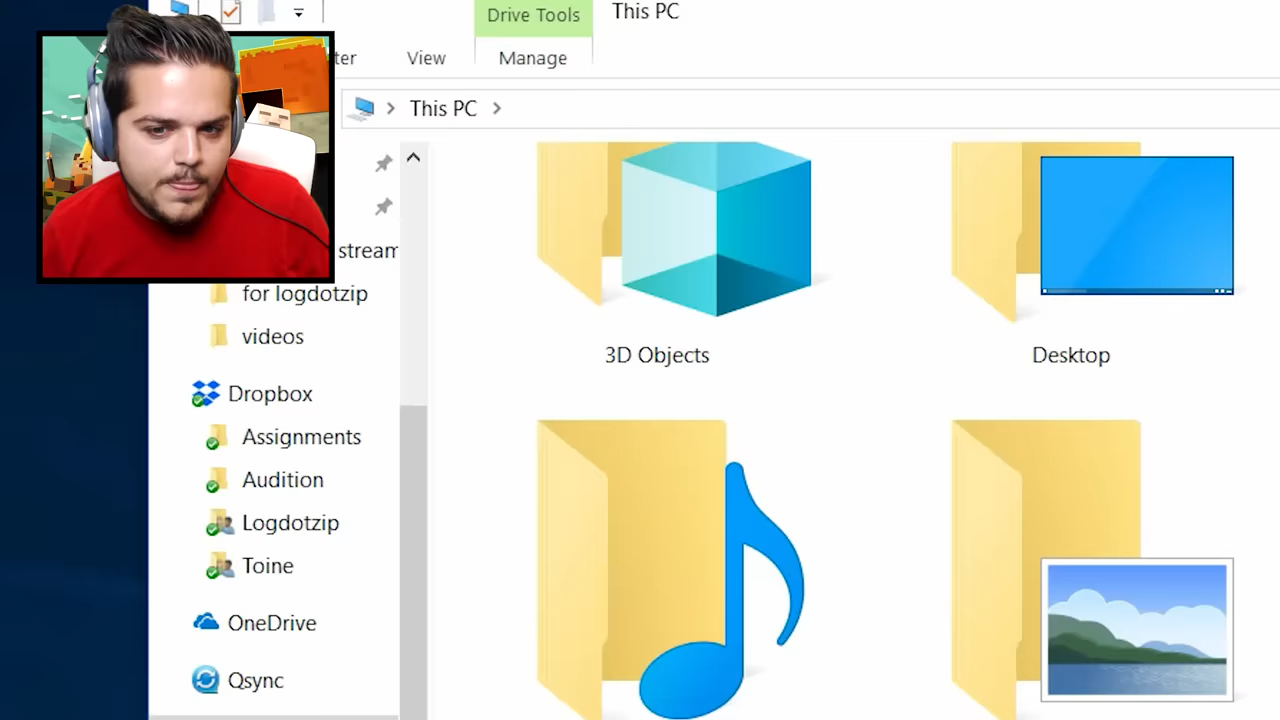 Drive Tools
This PC
ter
View
Manage
This PC
stream
for logdotzip
videos
Dropbox
Assignments
Audition
Logdotzip
Toine
OneDrive
Qsync
3D Objects
Desktop